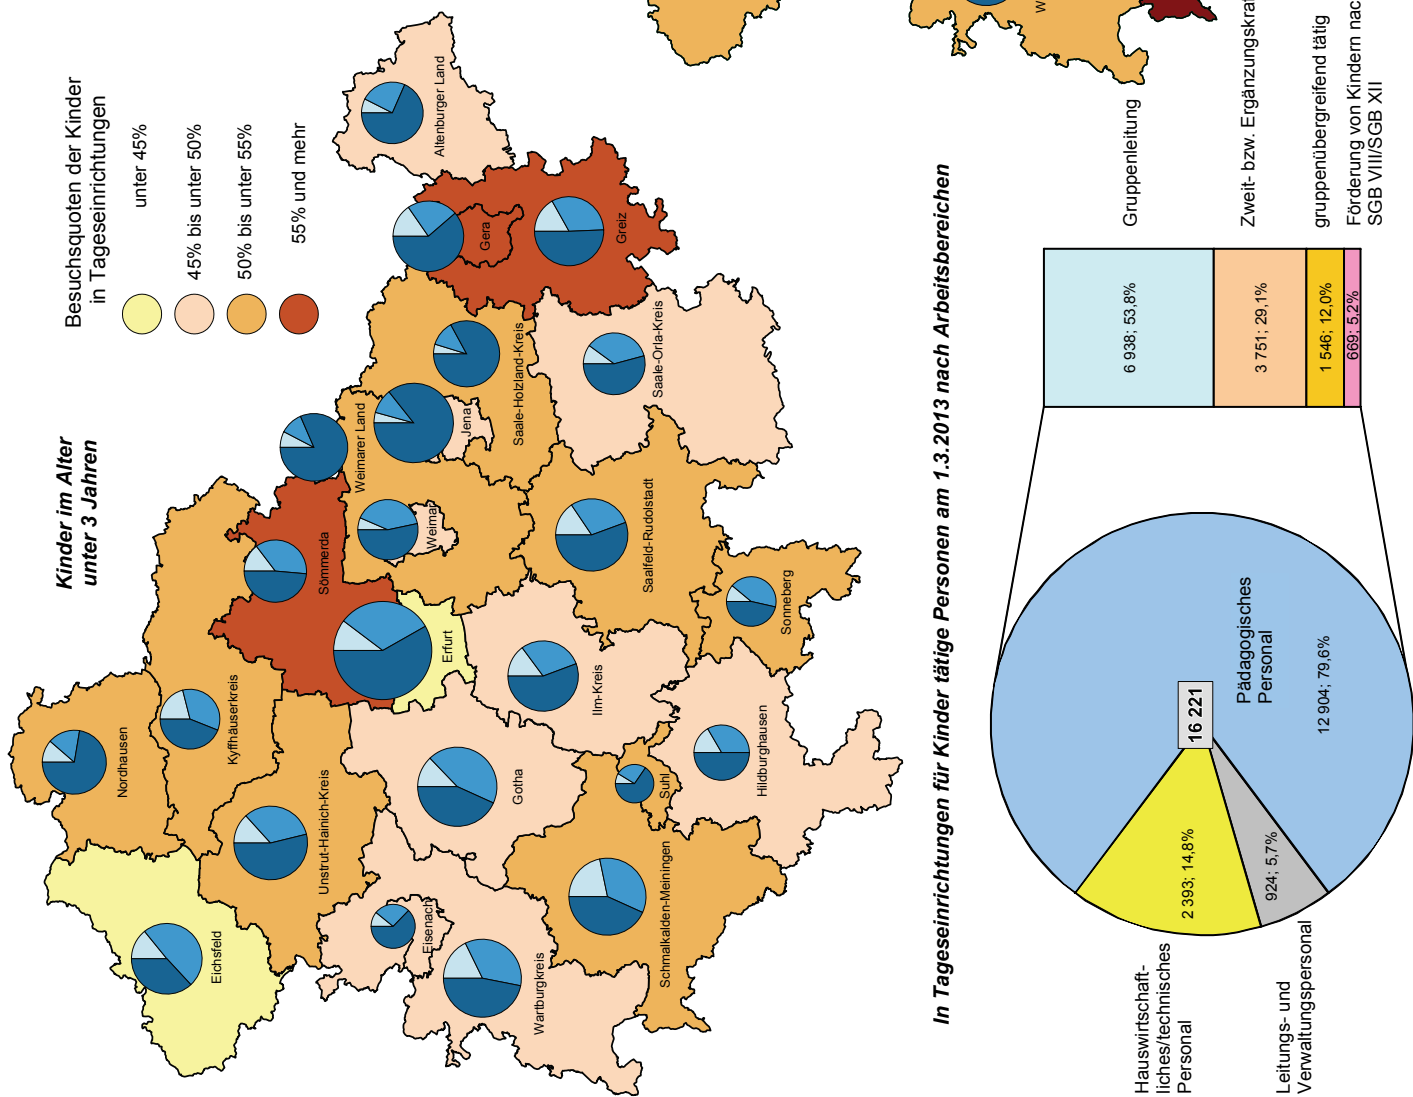 Kinder im Alter
unter 3 Jahren
Besuchsquoten der Kinder
in Tageseinrichtungen
unter 45%
45% bis unter 50%
50% bis unter 55%
55% und mehr
Nordhausen
Eichsfeld
Kyffhäuserkreis
Unstrut-Hainich-Kreis
Sömmerda
Erfurt
Weimarer Land
Weimar
Jena
Saale-Holzland-Kreis
Altenburger Land
Gera
Greiz
Saale-Orla-Kreis
Saalfeld-Rudolstadt
Sonneberg
Ilm-Kreis
Gotha
Eisenach
Wartburgkreis
Schmalkalden-Meiningen
Suhl
Hildburghausen
W
In Tageseinrichtungen für Kinder tätige Personen am 1.3.2013 nach Arbeitsbereichen
Hauswirtschaft-
liches/technisches
Personal
2 393; 14,8%
Leitungs- und
Verwaltungspersonal
924; 5,7%
16 221
Pädagogisches
Personal
12 904; 79,6%
6 938; 53,8%
3 751; 29,1%
1 546; 12,0%
669; 5,2%
Gruppenleitung
Zweit- bzw. Ergänzungskraf
gruppenübergreifend tätig
Förderung von Kindern nac
SGB VIII/SGB XII